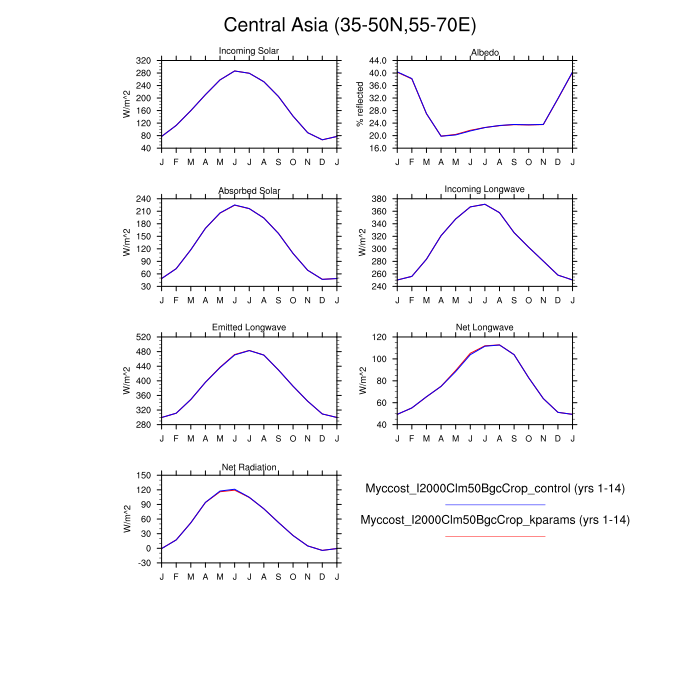 Central Asia (35-50N,55-70E)
Incoming Solar
W/m^2
320
280
240
200
160
120
80
40
J F M A M J J A S O N D J
Albedo
% reflected
44.0
40.0
36.0
32.0
28.0
24.0
20.0
16.0
J F M A M J J A S O N D J
Absorbed Solar
W/m^2
240
210
180
150
120
90
60
30
J F M A M J J A S O N D J
Incoming Longwave
W/m^2
380
360
340
320
300
280
260
240
J F M A M J J A S O N D J
Emitted Longwave
W/m^2
520
480
440
400
360
320
280
J F M A M J J A S O N D J
Net Longwave
W/m^2
120
100
80
60
40
J F M A M J J A S O N D J
Net Radiation
W/m^2
150
120
90
60
30
0
-30
J F M A M J J A S O N D J
Myccost_I2000Clm50BgcCrop_control (yrs 1-14)
Myccost_I2000Clm50BgcCrop_kparams (yrs 1-14)